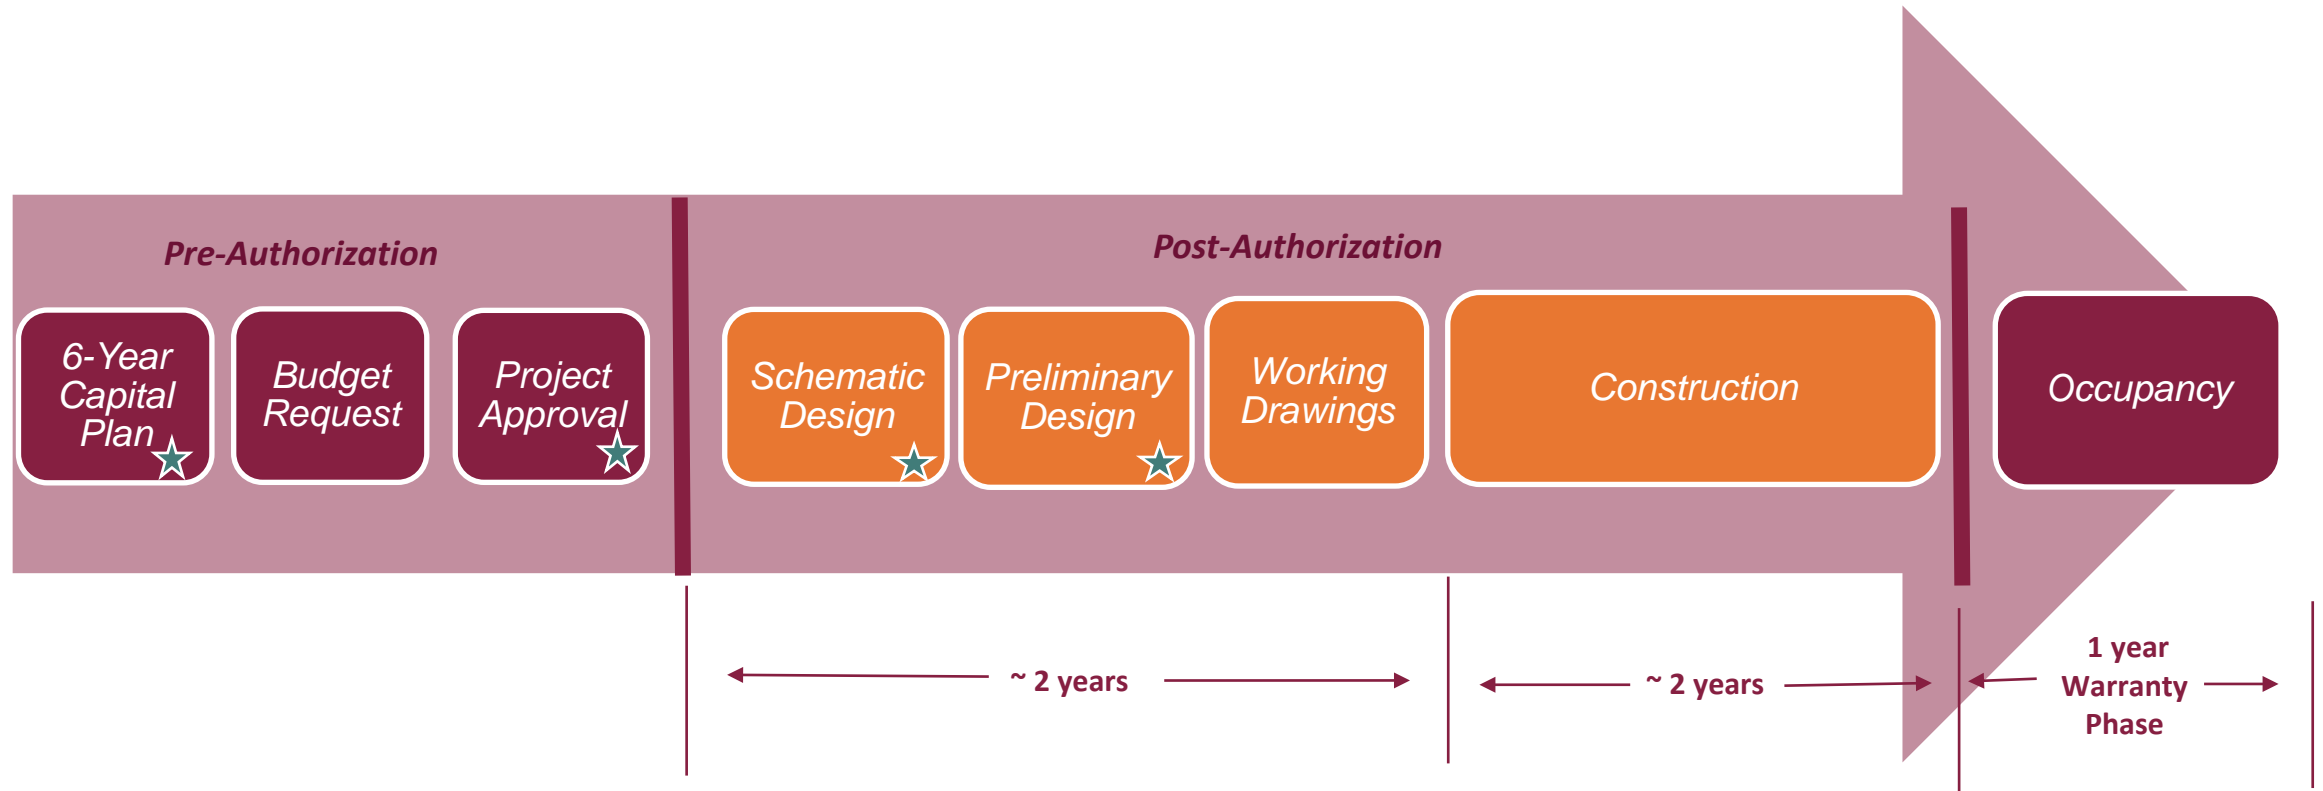 Pre-Authorization
Post-Authorization
6-Year
Capital
Plan
Budget
Request
Project
Approval
Schematic
Design
Preliminary
Design
Working
Drawings
Construction
Occupancy
~ 2 years
~ 2 years
1 year
Warranty
Phase